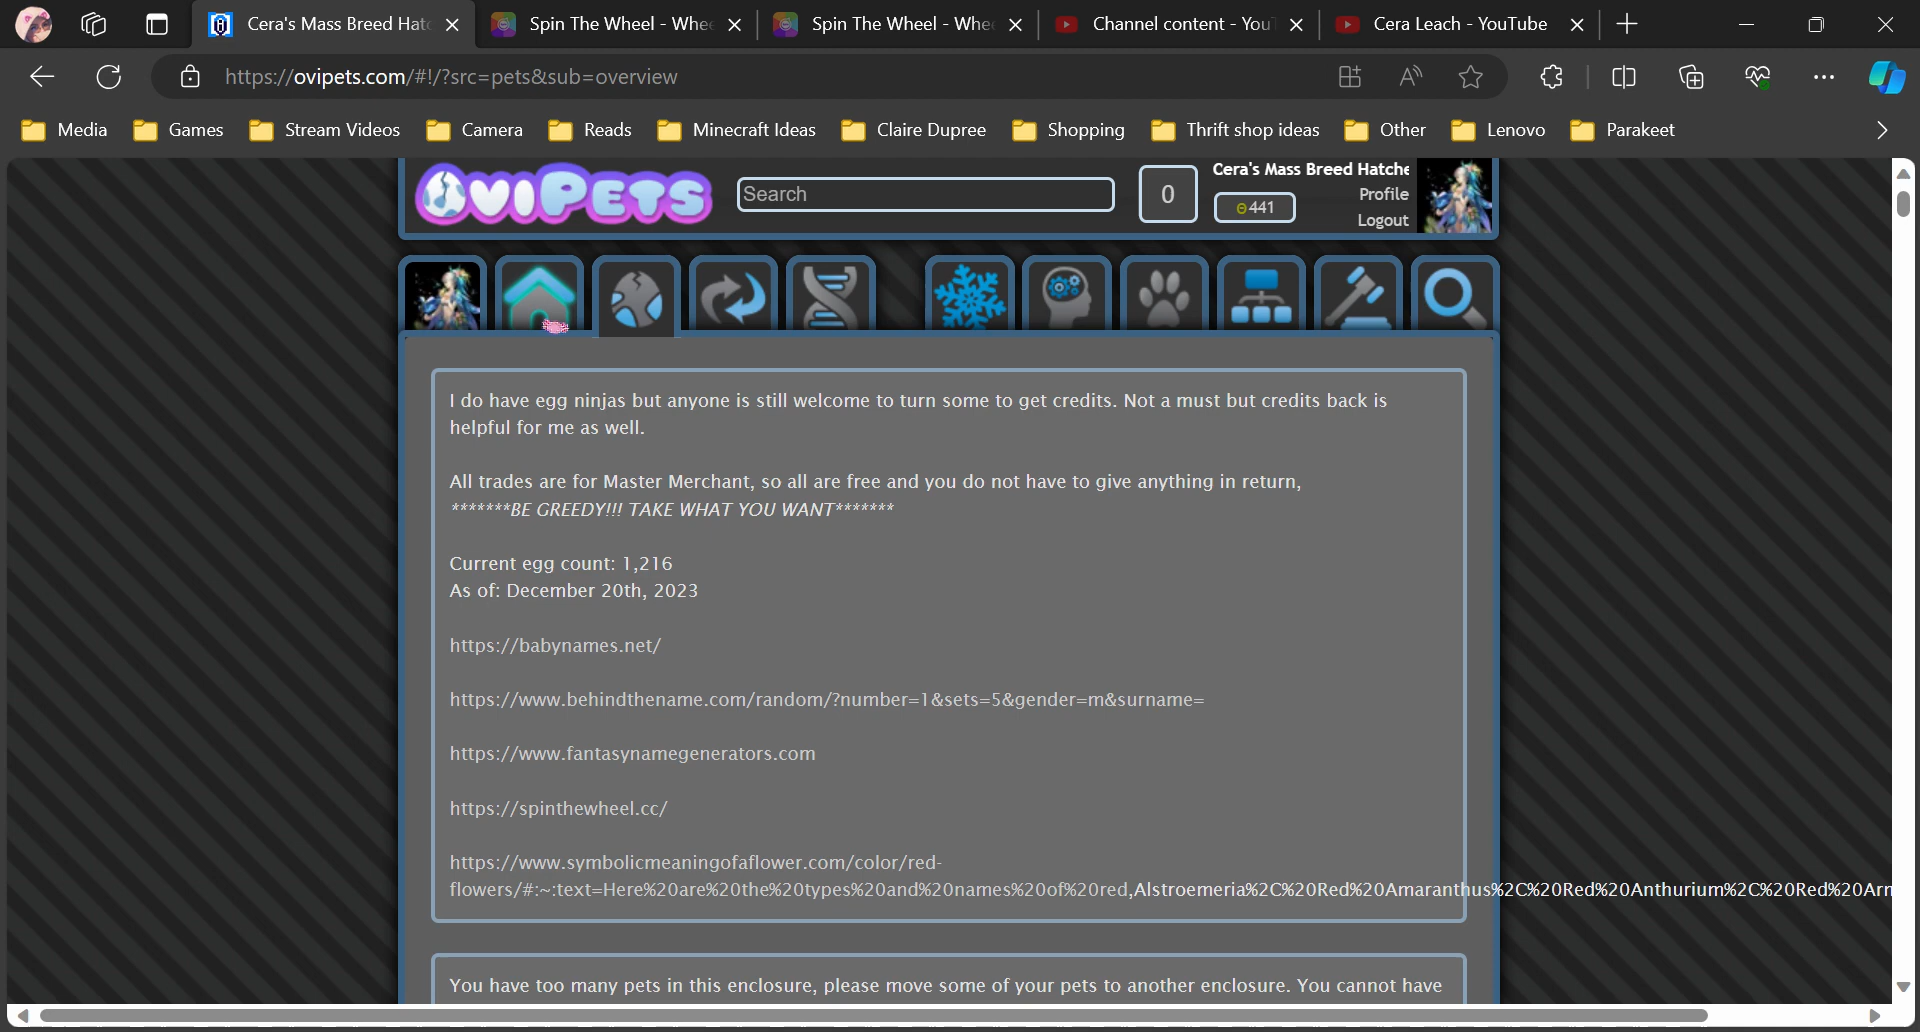 Cera's Mass Breed Hatc
Spin The Wheel - Whee
Spin The Wheel - Whe
Channel content - YouT
Cera Leach - YouTube
https://ovipets.com/#!/?src=pets&sub=overview
Media
Games
Stream Videos
Camera
Reads
Minecraft Ideas
Claire Dupree
Shopping
Thrift shop ideas
Other
Lenovo
Parakeet
OviPets
Search
0
Cera's Mass Breed Hatche
441
Profile
Logout
I do have egg ninjas but anyone is still welcome to turn some to get credits. Not a must but credits back is
helpful for me as well.
All trades are for Master Merchant, so all are free and you do not have to give anything in return,
*******BE GREEDY!!! TAKE WHAT YOU WANT*******
Current egg count: 1,216
As of: December 20th, 2023
https://babynames.net/
https://www.behindthename.com/random/?number=1&sets=5&gender=m&surname=
https://www.fantasynamegenerators.com
https://spinthewheel.cc/
https://www.symbolicmeaningofaflower.com/color/red-
flowers/#:~:text=Here%20are%20the%20types%20and%20names%20of%20red,Alstroemeria%2C%20Red%20Amaranthus%2C%20Red%20Anthurium%2C%20Red%20Arn
You have too many pets in this enclosure, please move some of your pets to another enclosure. You cannot have